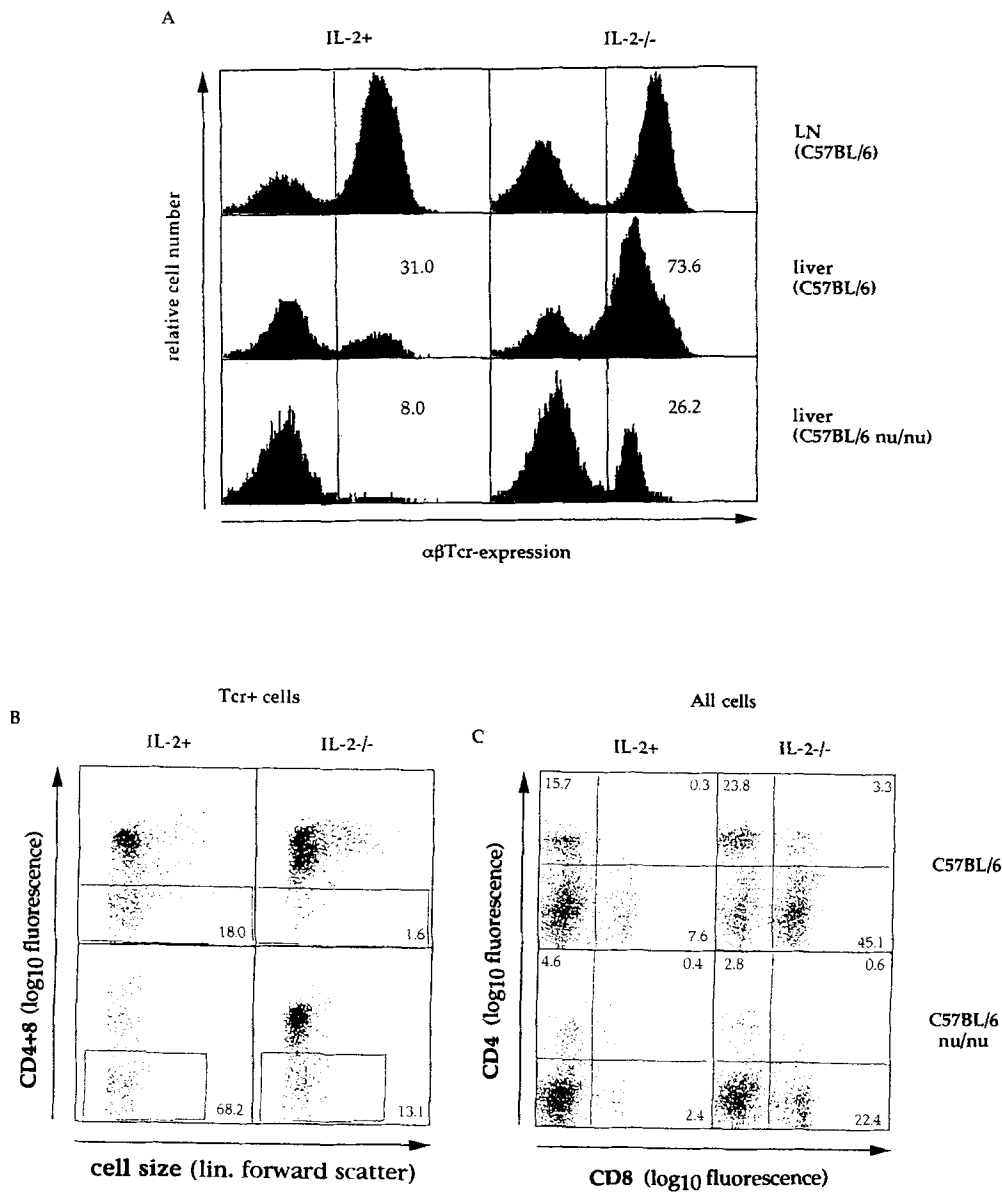 A
IL-2+ IL-2-/-
relative cell number
LN
(C57BL/6)
31.0 73.6
liver
(C57BL/6)
8.0 26.2
liver
(C57BL/6 nu/nu)
αβTcr-expression
B
Tcr+ cells
IL-2+ IL-2-/-
CD4+8 (log10 fluorescence)
18.0 1.6
68.2 13.1
cell size (lin. forward scatter)
C
All cells
IL-2+ IL-2-/-
CD4 (log10 fluorescence)
15.7 0.3 23.8 3.3
C57BL/6
7.6 45.1
4.6 0.4 2.8 0.6
C57BL/6
nu/nu
2.4 22.4
CD8 (log10 fluorescence)